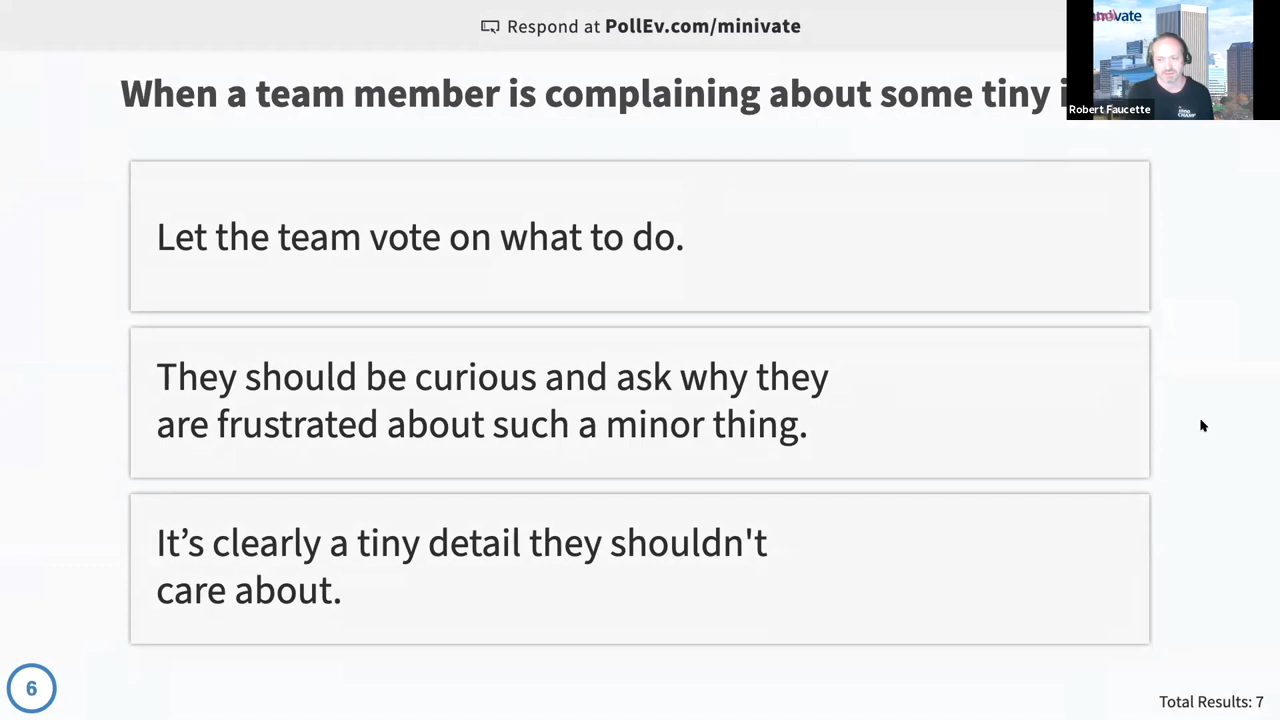 Respond at PollEv.com/minivate
When a team member is complaining about some tiny
Robert Faucette
Let the team vote on what to do.
They should be curious and ask why they
are frustrated about such a minor thing.
It’s clearly a tiny detail they shouldn't
care about.
6
Total Results: 7